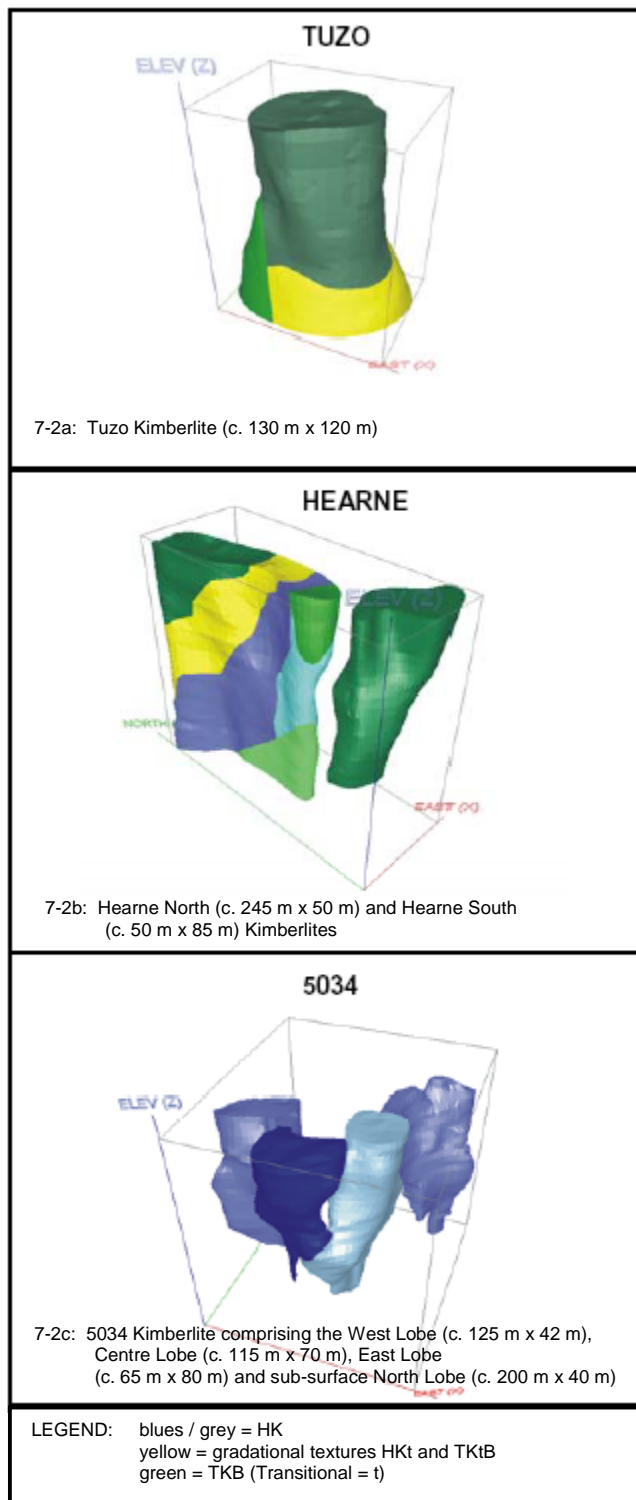 TUZO
ELEV (Z)
EAST (X)
7-2a: Tuzo Kimberlite (c. 130 m x 120 m)
HEARNE
ELEV (Z)
NORTH
EAST (X)
7-2b: Hearne North (c. 245 m x 50 m) and Hearne South
(c. 50 m x 85 m) Kimberlites
5034
ELEV (Z)
7-2c: 5034 Kimberlite comprising the West Lobe (c. 125 m x 42 m),
Centre Lobe (c. 115 m x 70 m), East Lobe
(c. 65 m x 80 m) and sub-surface North Lobe (c. 200 m x 40 m)
EAST (X)
LEGEND: blues / grey = HK
yellow = gradational textures HKt and TKtB
green = TKB (Transitional = t)